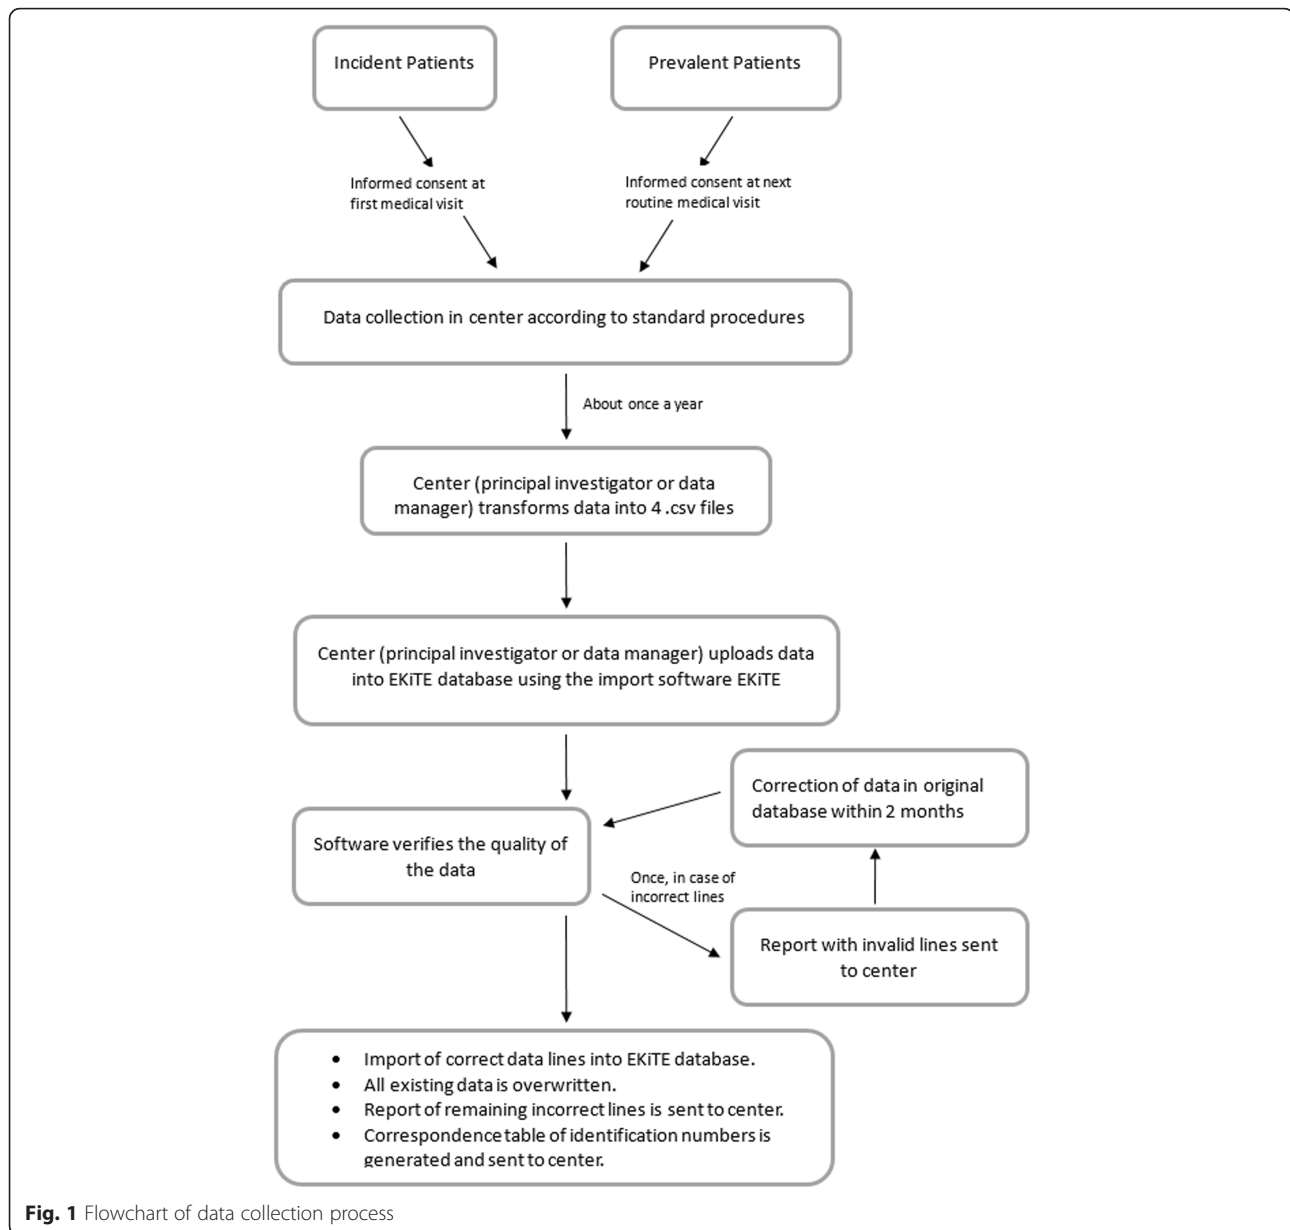 Incident Patients
Prevalent Patients
Informed consent at
first medical visit
Informed consent at next
routine medical visit
Data collection in center according to standard procedures
About once a year
Center (principal investigator or data
manager) transforms data into 4 .csv files
Center (principal investigator or data manager) uploads data
into EKiTE database using the import software EKiTE
Correction of data in original
database within 2 months
Software verifies the quality of
the data
Once, in case of
incorrect lines
Report with invalid lines sent
to center
• Import of correct data lines into EKiTE database.
• All existing data is overwritten.
• Report of remaining incorrect lines is sent to center.
• Correspondence table of identification numbers is
generated and sent to center.
Fig. 1 Flowchart of data collection process